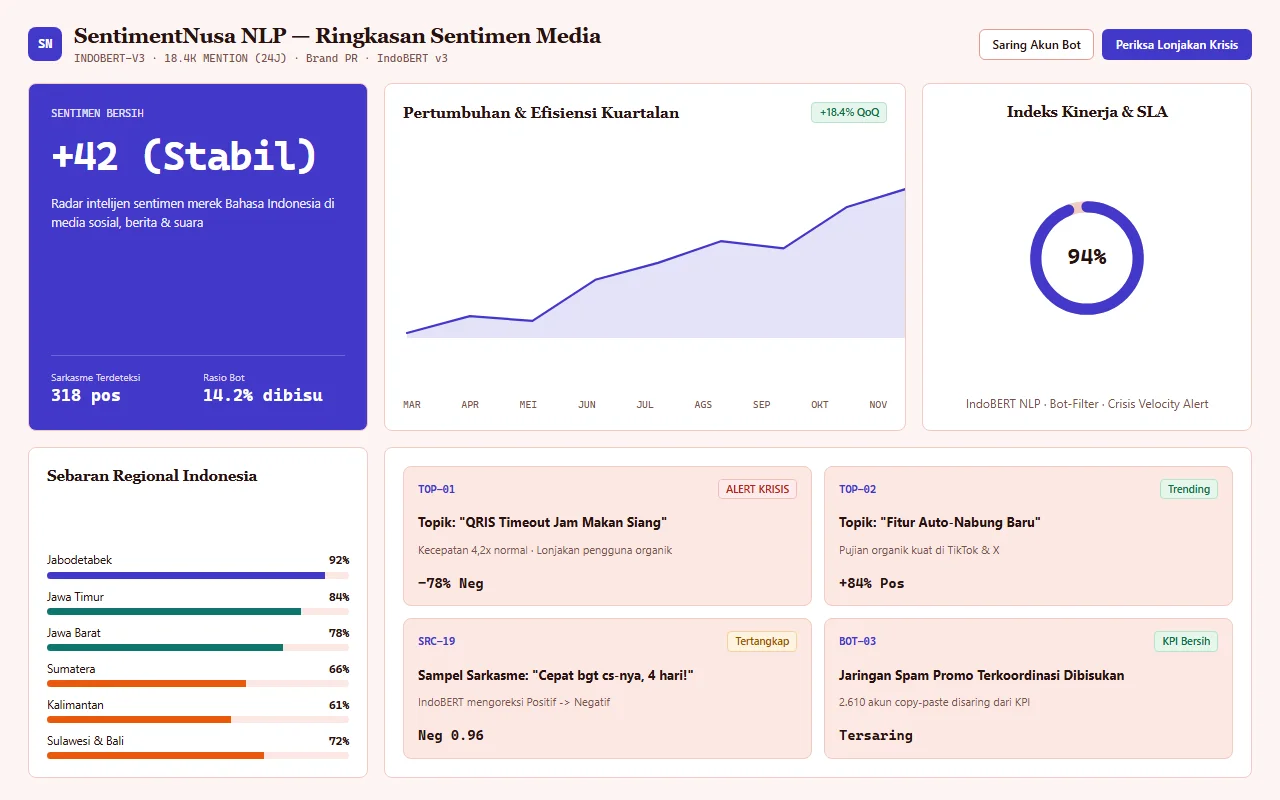 SN
SentimentNusa NLP — Ringkasan Sentimen Media
INDOBERT-V3 · 18.4K MENTION (24J) · Brand PR · IndoBERT v3
Saring Akun Bot
Periksa Lonjakan Krisis
SENTIMEN BERSIH
+42 (Stabil)
Radar intelijen sentimen merek Bahasa Indonesia di
media sosial, berita & suara
Sarkasme Terdeteksi
318 pos
Rasio Bot
14.2% dibisu
Pertumbuhan & Efisiensi Kuartalan
+18.4% QoQ
MAR APR MEI JUN JUL AGS SEP OKT NOV
Indeks Kinerja & SLA
94%
IndoBERT NLP · Bot-Filter · Crisis Velocity Alert
Sebaran Regional Indonesia
Jabodetabek 92%
Jawa Timur 84%
Jawa Barat 78%
Sumatera 66%
Kalimantan 61%
Sulawesi & Bali 72%
TOP-01
ALERT KRISIS
Topik: "QRIS Timeout Jam Makan Siang"
Kecepatan 4,2x normal · Lonjakan pengguna organik
−78% Neg
TOP-02
Trending
Topik: "Fitur Auto-Nabung Baru"
Pujian organik kuat di TikTok & X
+84% Pos
SRC-19
Tertangkap
Sampel Sarkasme: "Cepat bgt cs-nya, 4 hari!"
IndoBERT mengoreksi Positif -> Negatif
Neg 0.96
BOT-03
KPI Bersih
Jaringan Spam Promo Terkoordinasi Dibisukan
2.610 akun copy-paste disaring dari KPI
Tersaring